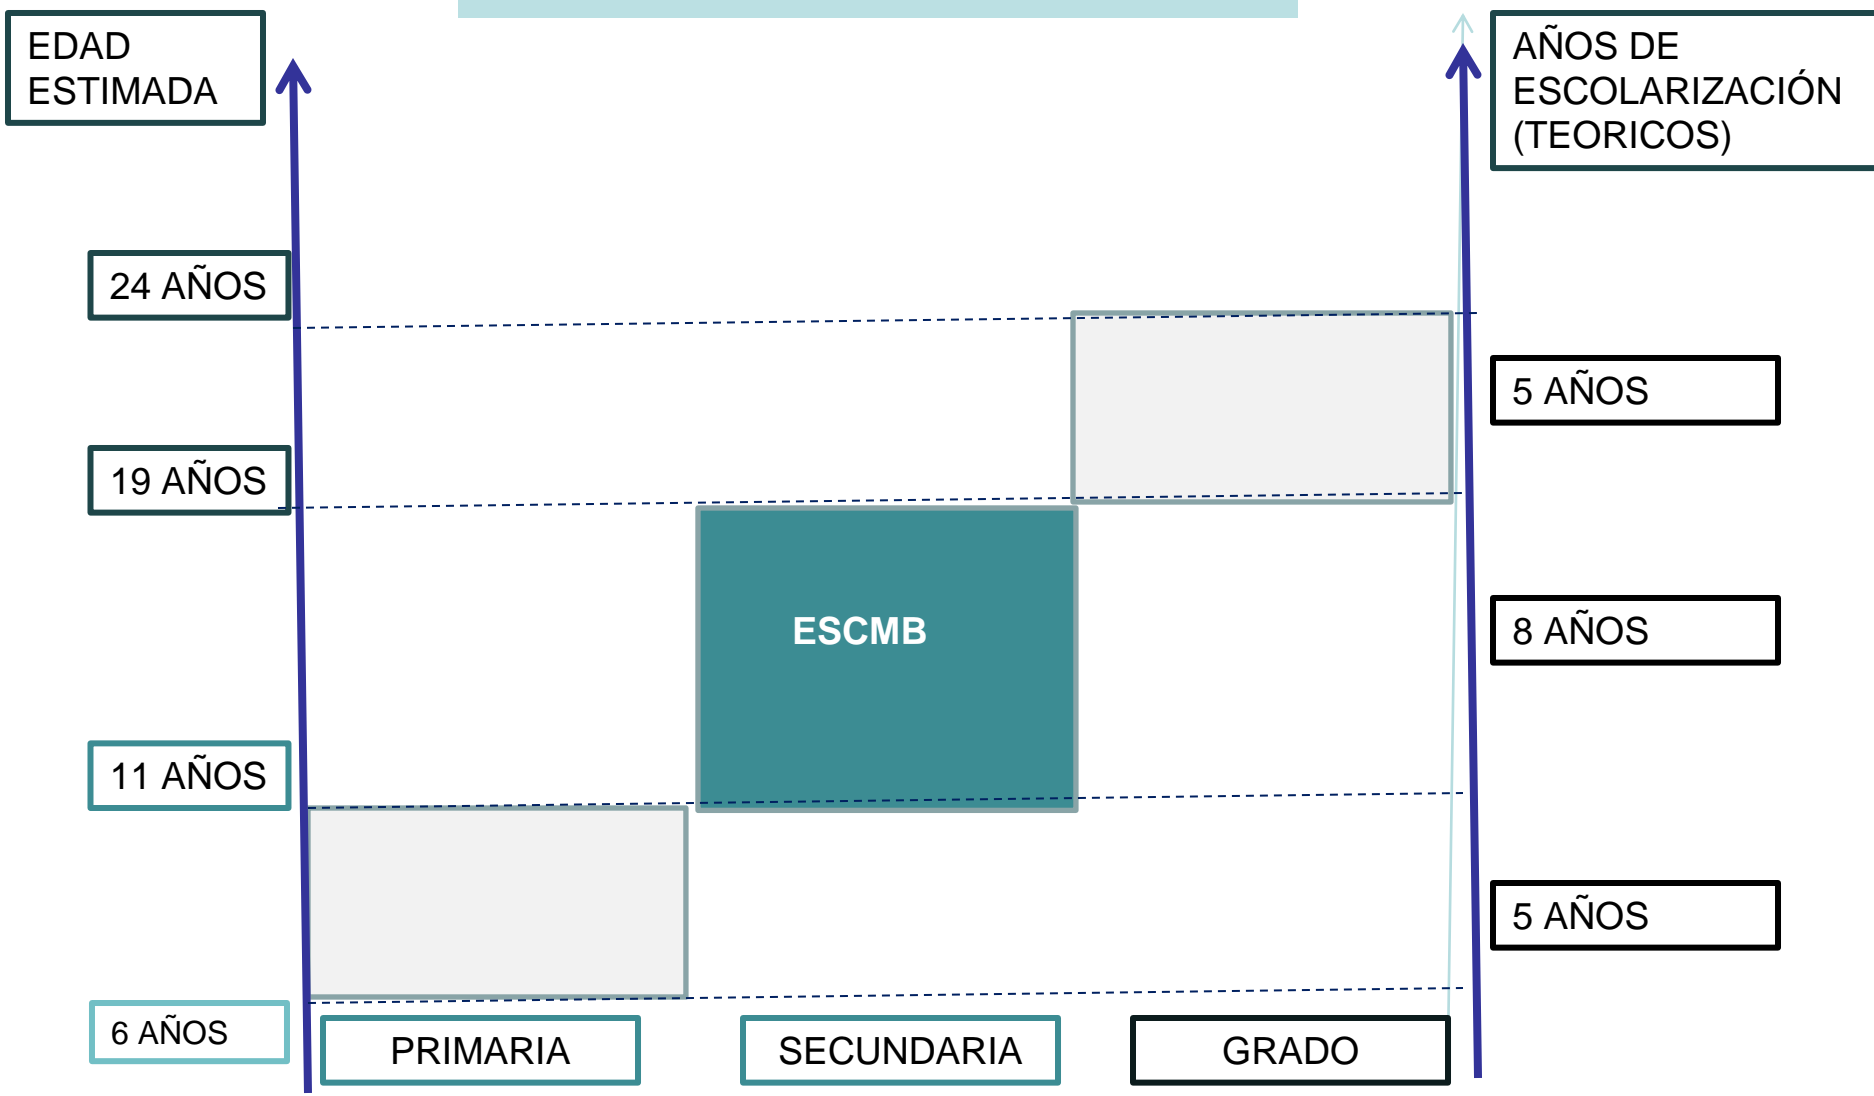 EDAD
ESTIMADA
AÑOS DE
ESCOLARIZACIÓN
(TEORICOS)
24 AÑOS
5 AÑOS
19 AÑOS
ESCMB
8 AÑOS
11 AÑOS
5 AÑOS
6 AÑOS
PRIMARIA
SECUNDARIA
GRADO